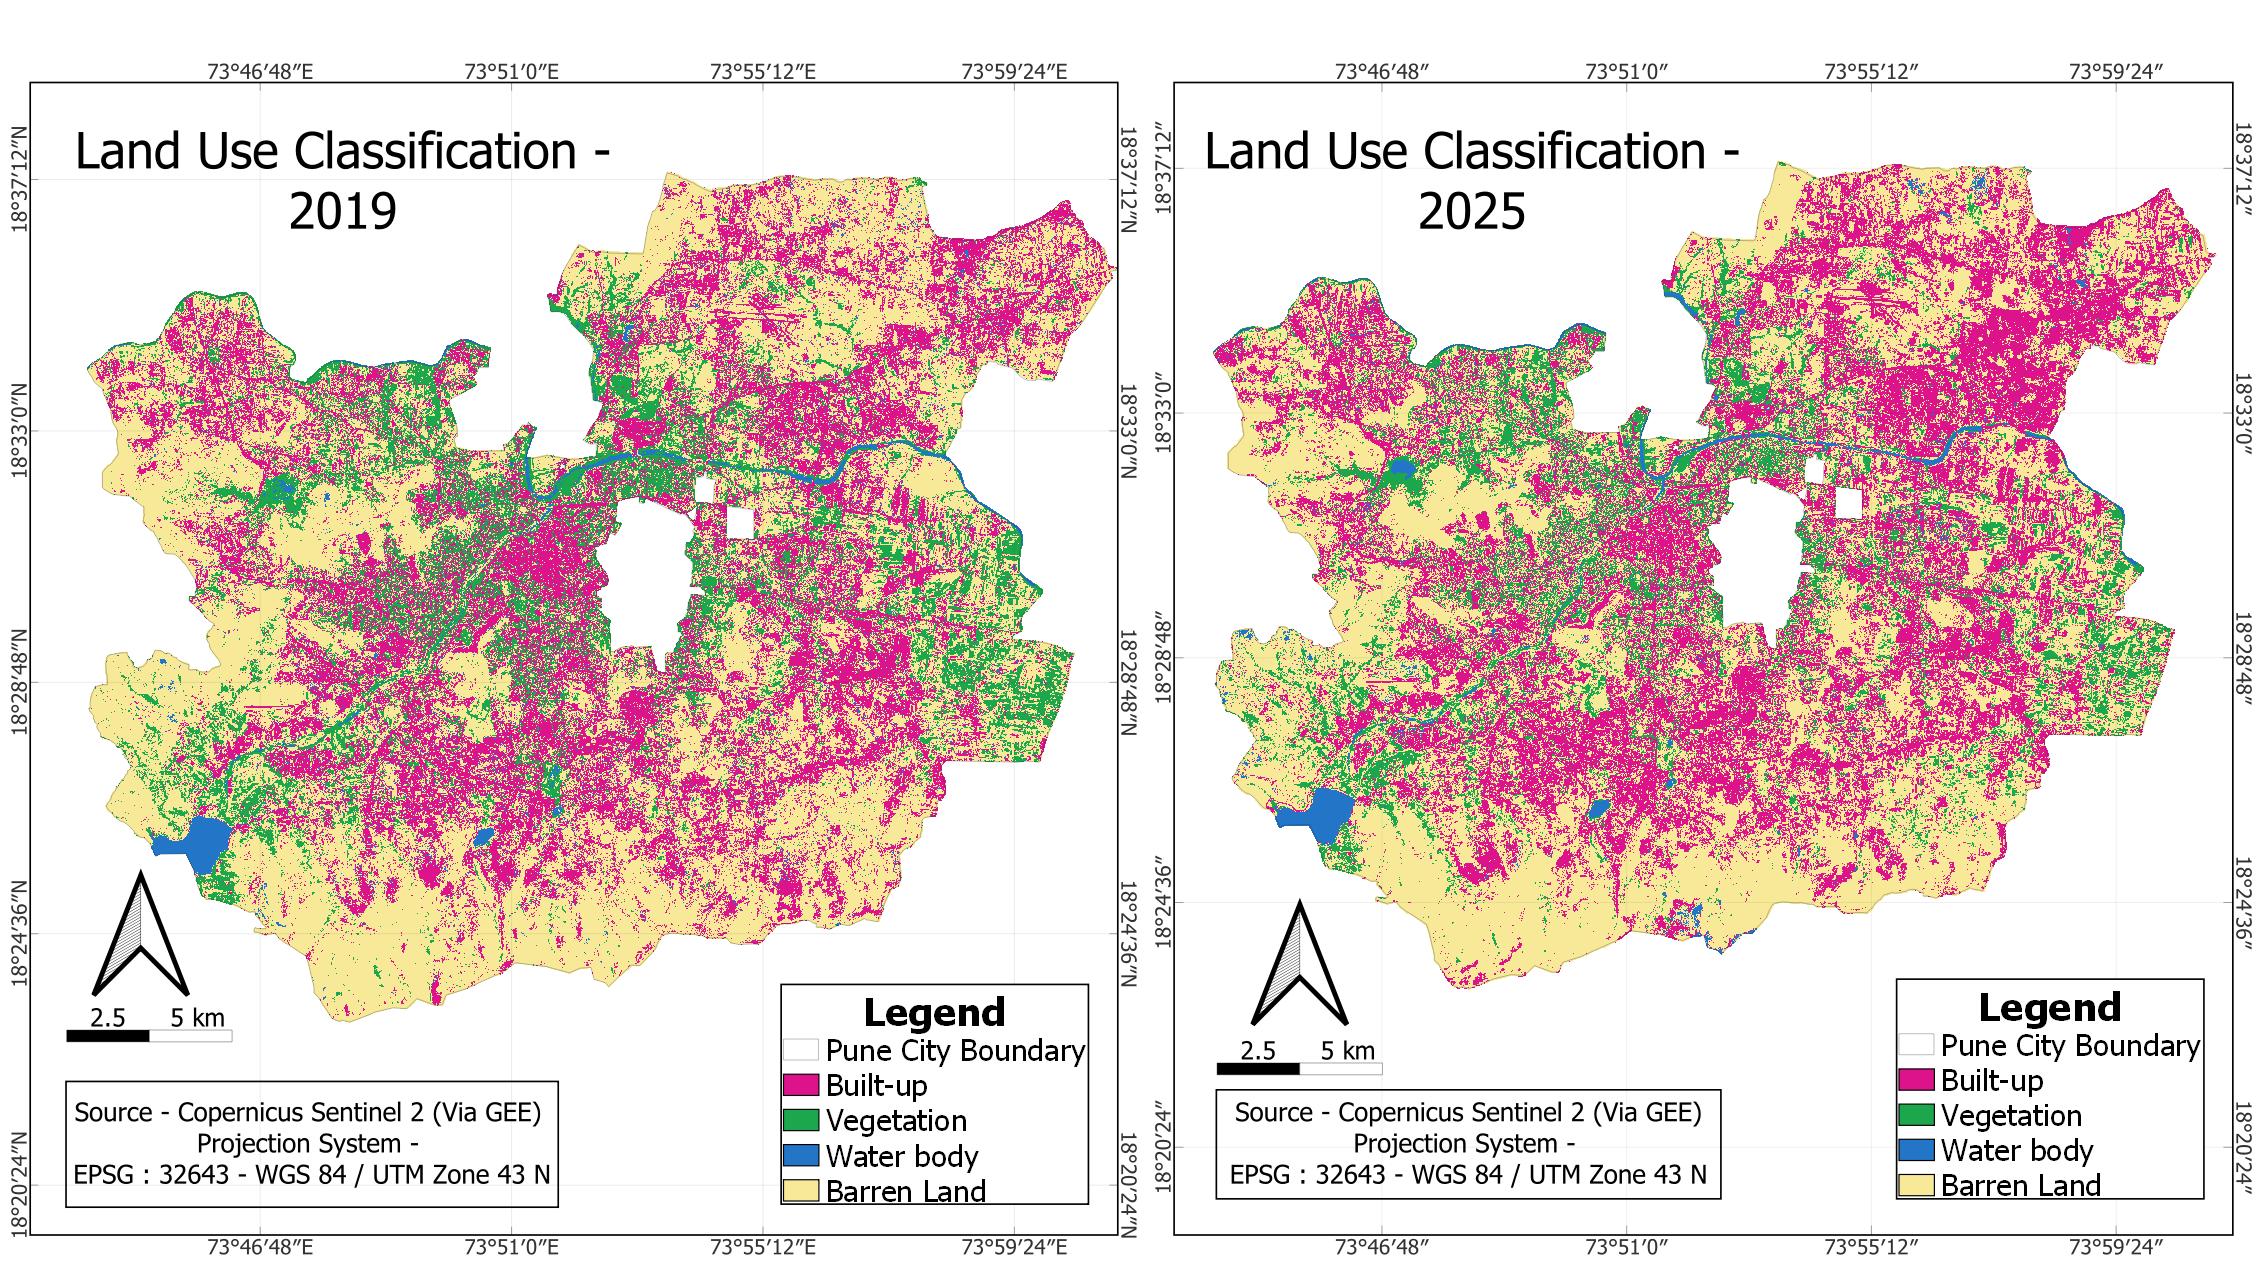 73°46′48″E 73°51′0″E 73°55′12″E 73°59′24″E
Land Use Classification -
2019
18°37′12″N
18°33′0″N
18°28′48″N
18°24′36″N
18°20′24″N
18°37′12″N
18°33′0″N
18°28′48″N
18°24′36″N
18°20′24″N
2.5 5 km
Source - Copernicus Sentinel 2 (Via GEE)
Projection System -
EPSG : 32643 - WGS 84 / UTM Zone 43 N
Legend
Pune City Boundary
Built-up
Vegetation
Water body
Barren Land
73°46′48″E 73°51′0″E 73°55′12″E 73°59′24″E
73°46′48″ 73°51′0″ 73°55′12″ 73°59′24″
Land Use Classification -
2025
18°37′12″
18°33′0″
18°28′48″
18°24′36″
18°20′24″
18°37′12″
18°33′0″
18°28′48″
18°24′36″
18°20′24″
2.5 5 km
Source - Copernicus Sentinel 2 (Via GEE)
Projection System -
EPSG : 32643 - WGS 84 / UTM Zone 43 N
Legend
Pune City Boundary
Built-up
Vegetation
Water body
Barren Land
73°46′48″ 73°51′0″ 73°55′12″ 73°59′24″